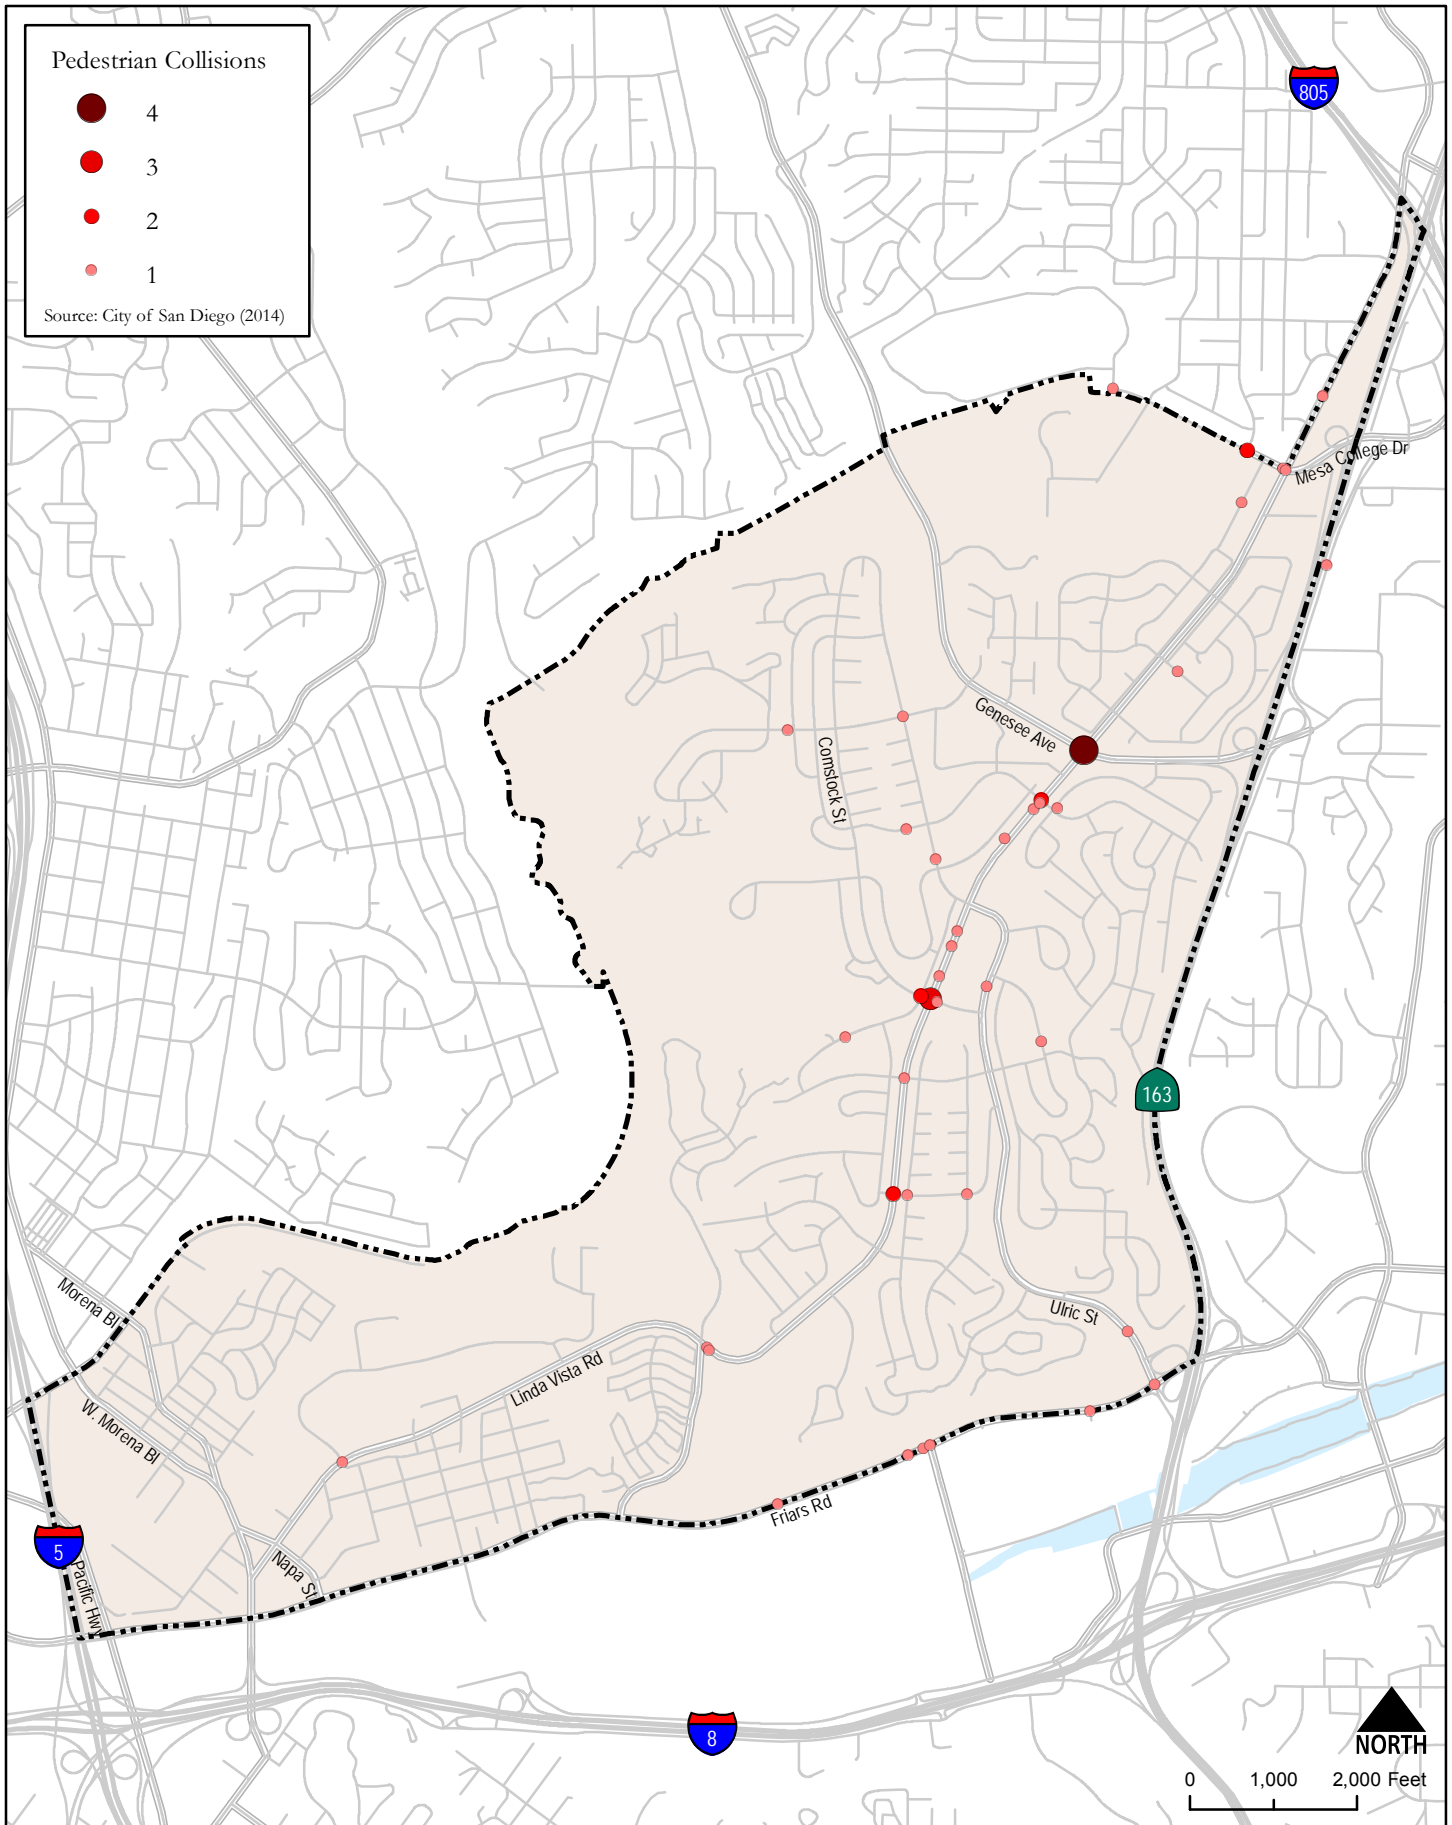 Pedestrian Collisions
4
3
2
1
Source: City of San Diego (2014)
805
Mesa College Dr
Genesee Ave
Comstock St
163
Ulric St
Morena Bl
Linda Vista Rd
W. Morena Bl
Friars Rd
5
Napa St
Pacific Hwy
8
NORTH
0 1,000 2,000 Feet